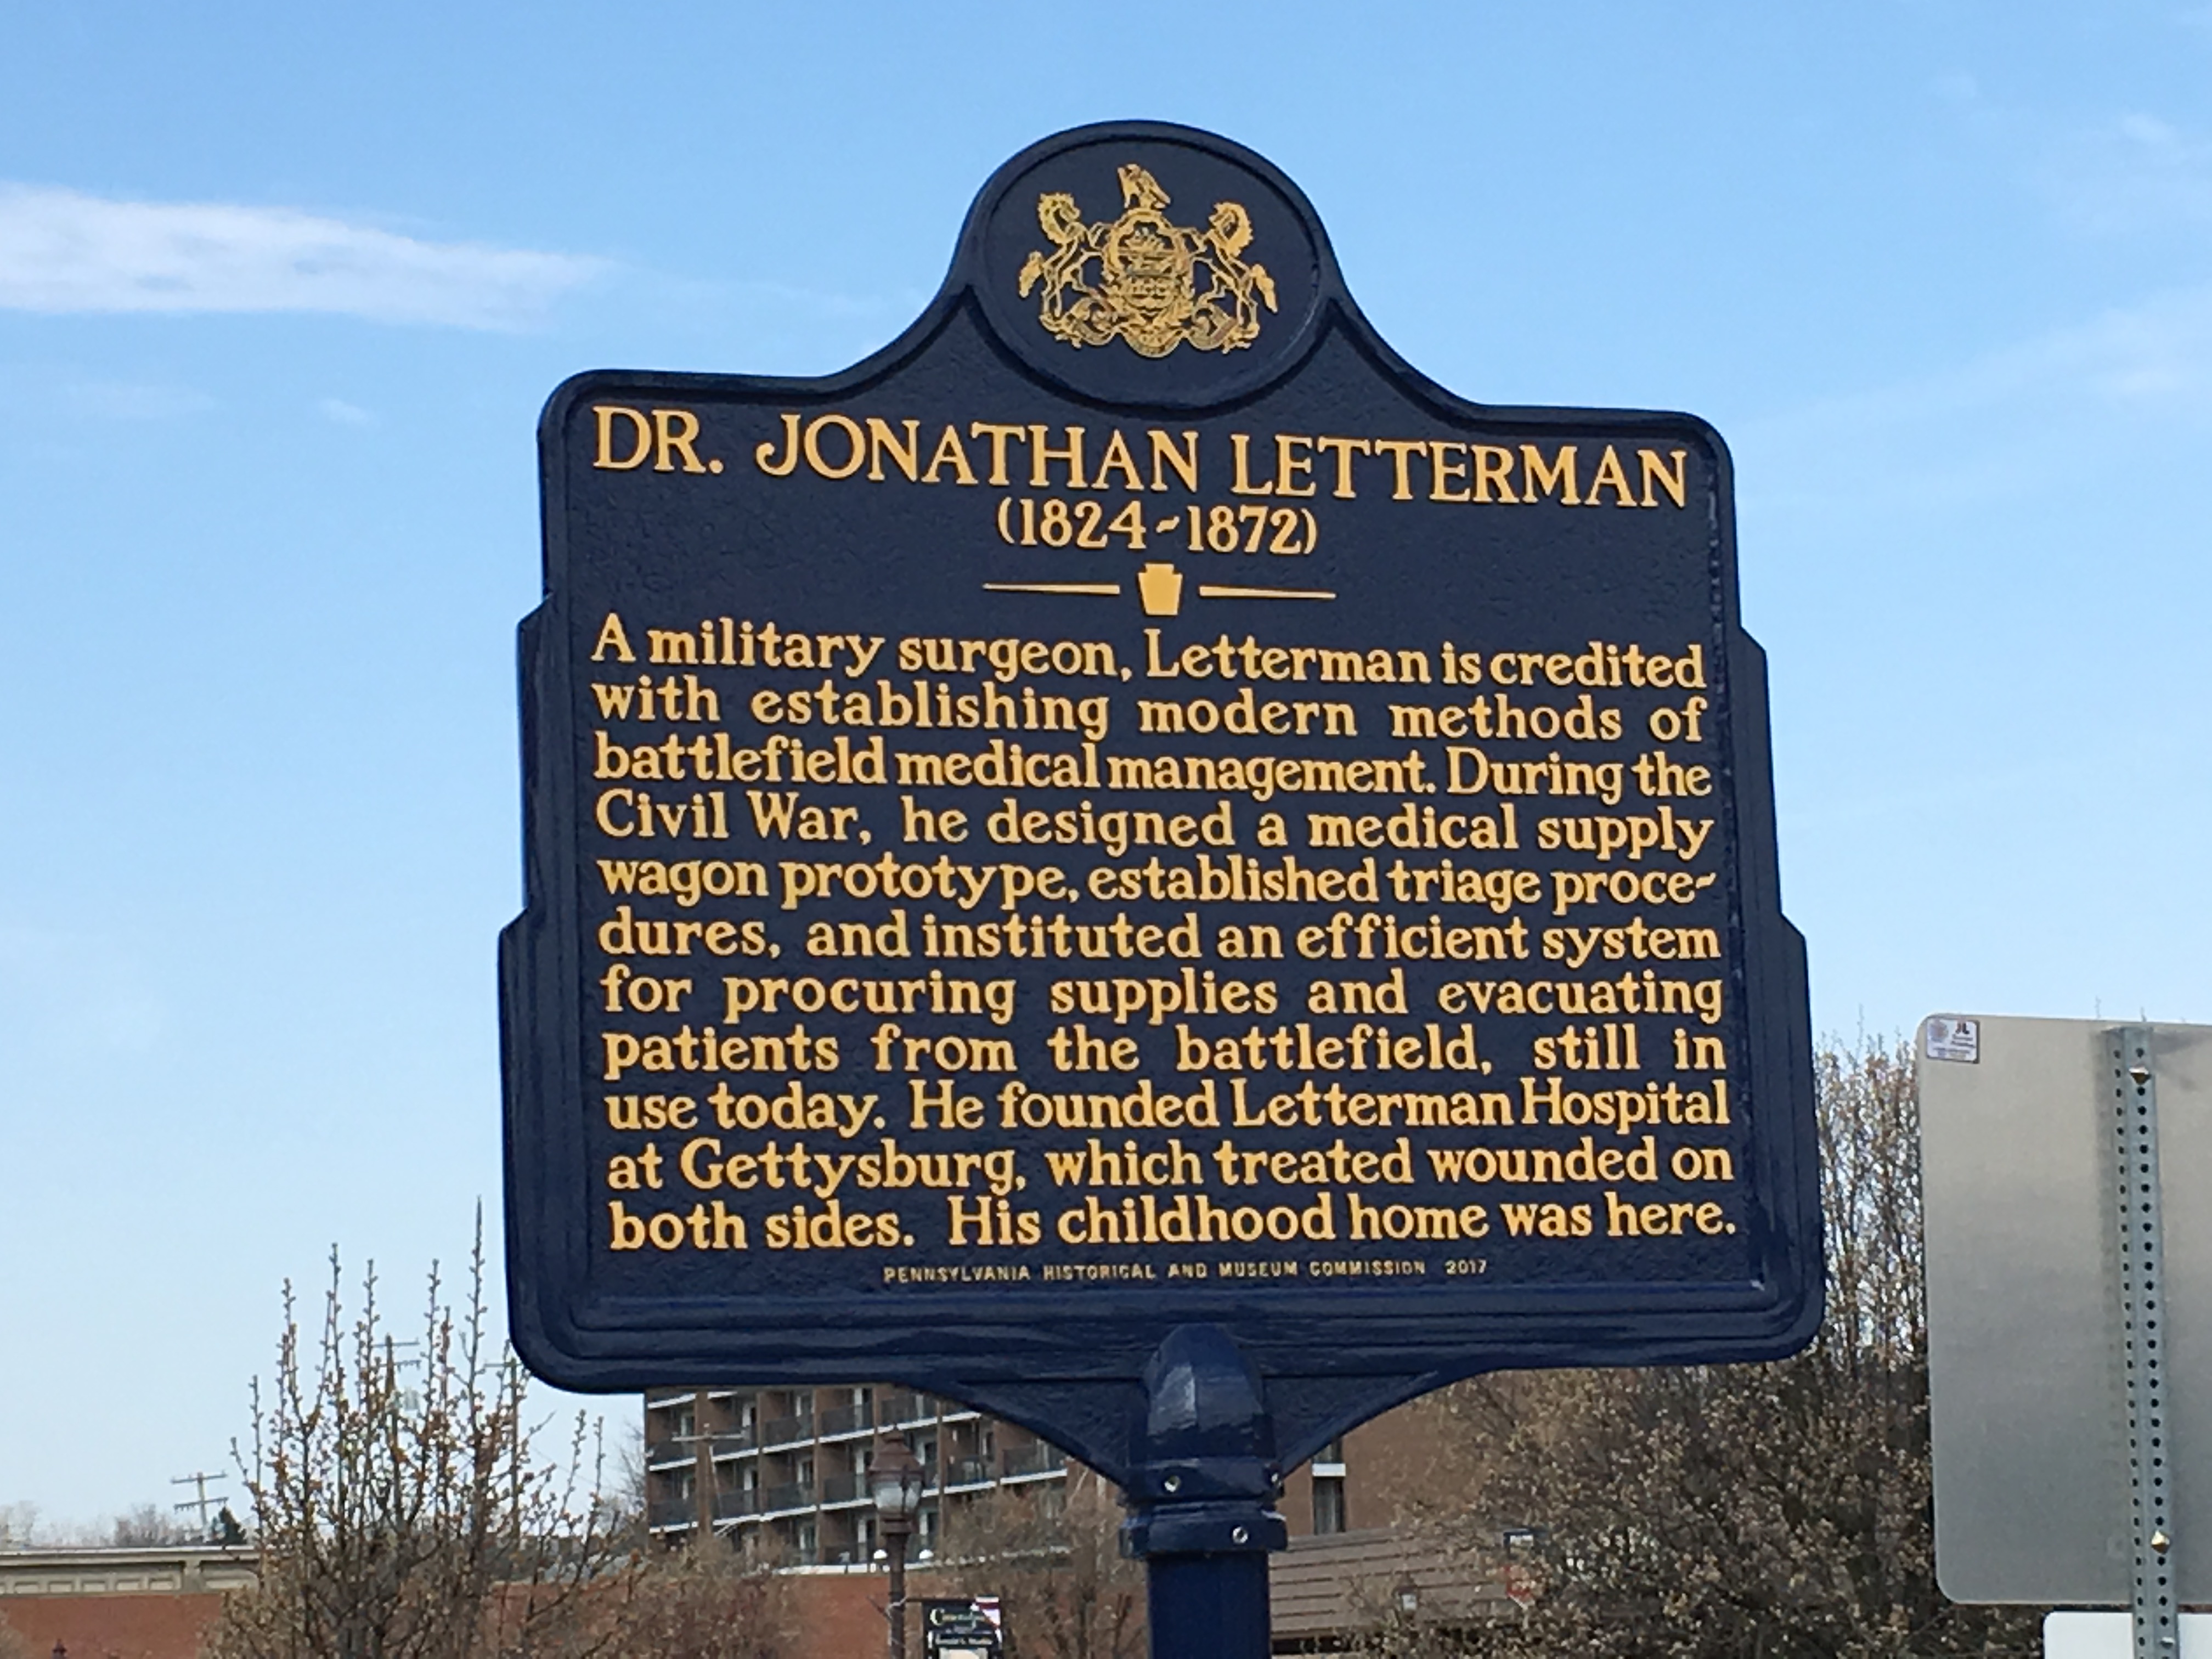 DR. JONATHAN LETTERMAN
(1824-1872)
A military surgeon, Letterman is credited
with establishing modern methods of
battlefield medical management. During the
Civil War, he designed a medical supply
wagon prototype, established triage proce-
dures, and instituted an efficient system
for procuring supplies and evacuating
patients from the battlefield, still in
use today. He founded Letterman Hospital
at Gettysburg, which treated wounded on
both sides. His childhood home was here.
PENNSYLVANIA HISTORICAL AND MUSEUM COMMISSION 2017